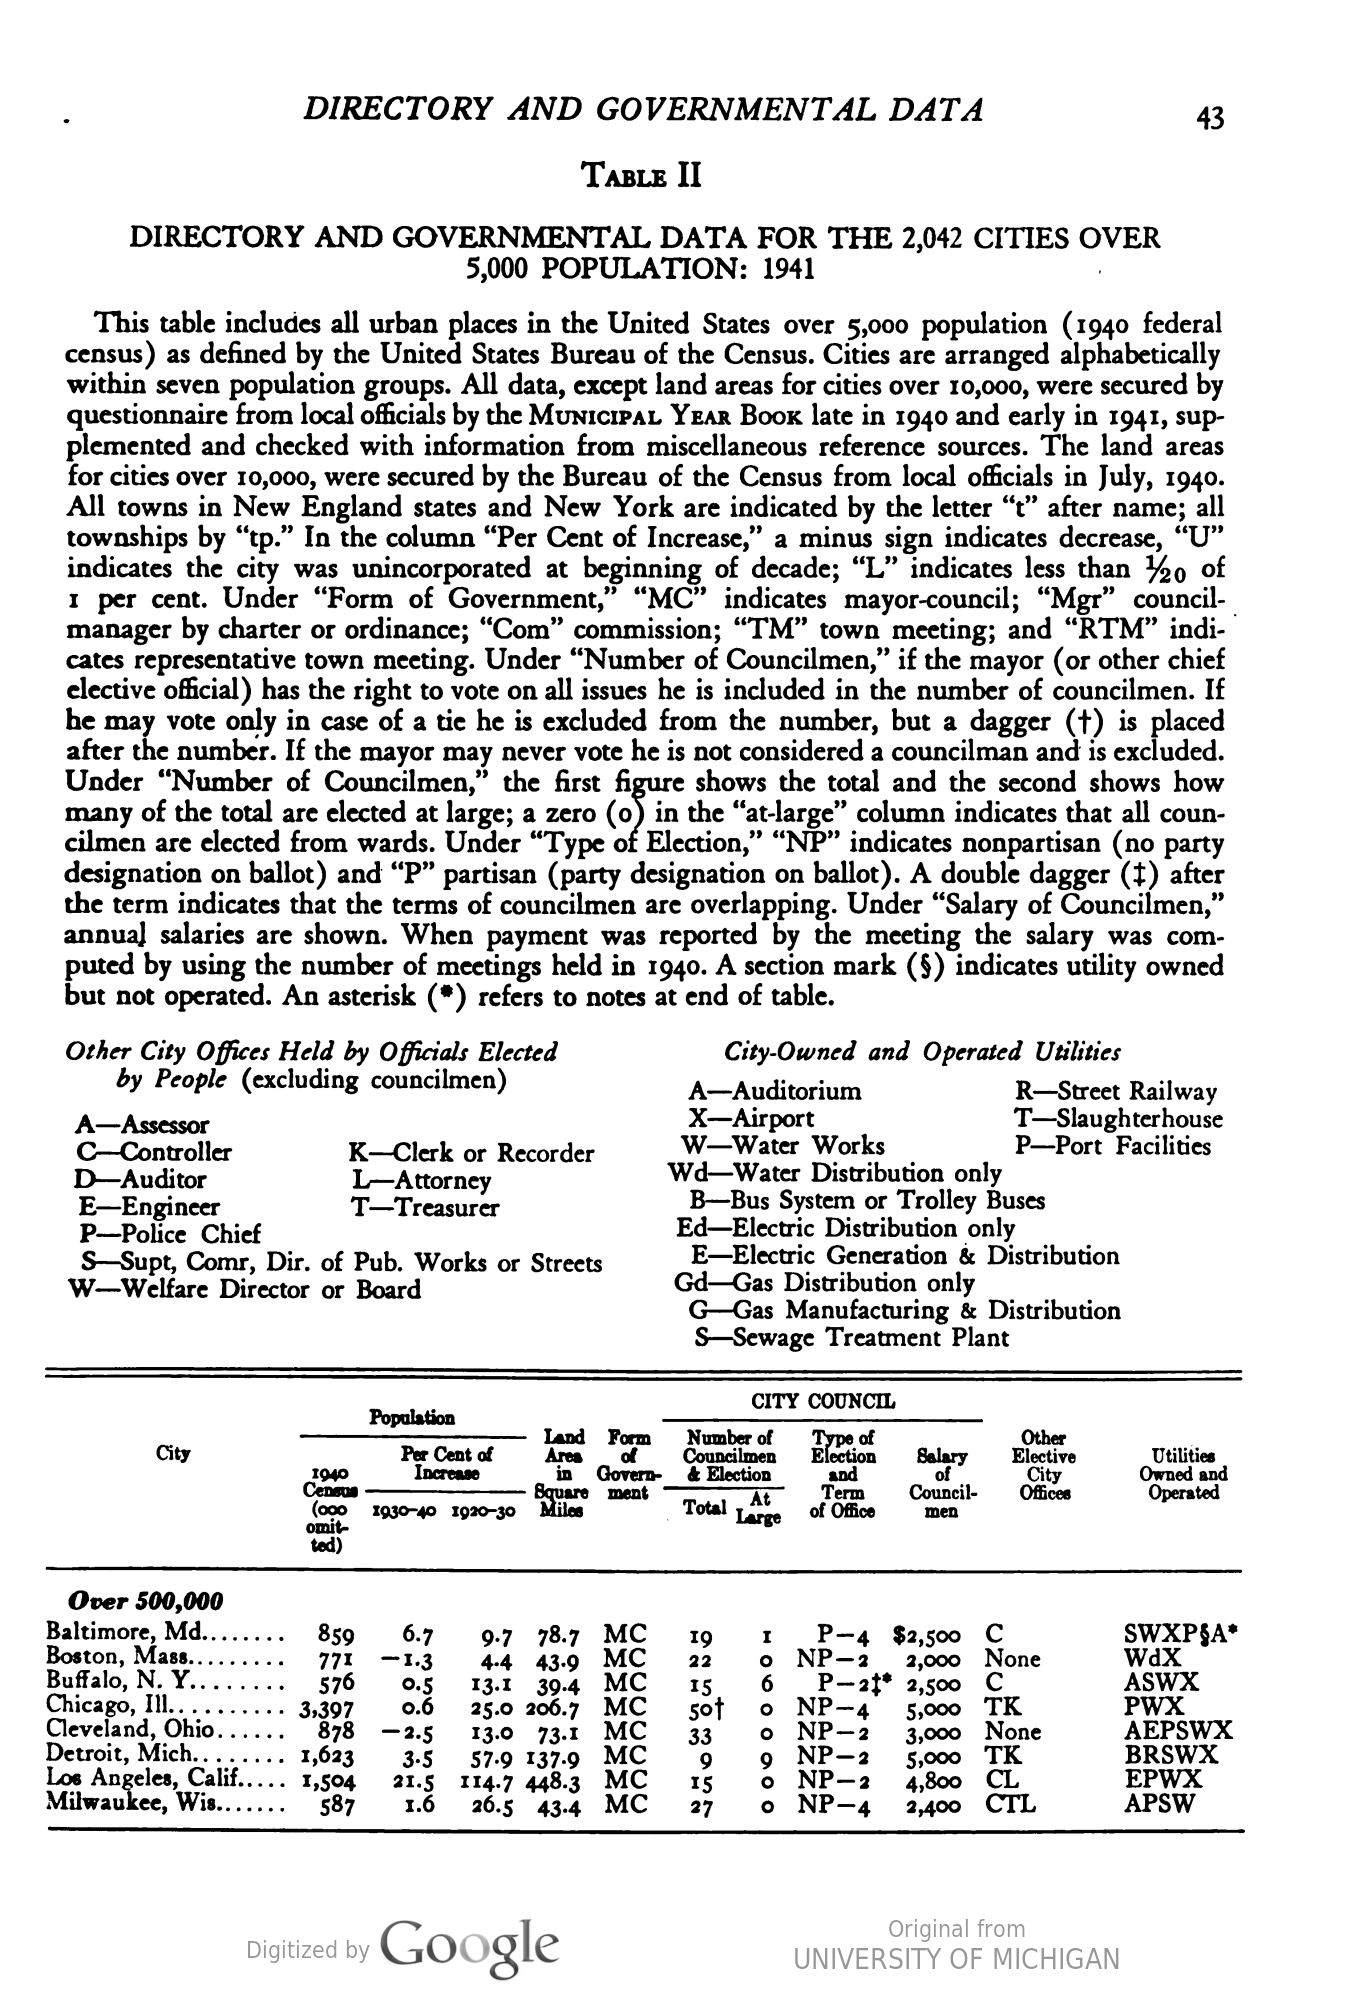 DIRECTORY AND GOVERNMENTAL DATA 43
TABLE II
DIRECTORY AND GOVERNMENTAL DATA FOR THE 2,042 CITIES OVER
5,000 POPULATION: 1941
This table includes all urban places in the United States over 5,000 population (1940 federal
census) as defined by the United States Bureau of the Census. Cities are arranged alphabetically
within seven population groups. All data, except land areas for cities over 10,000, were secured by
questionnaire from local officials by the MUNICIPAL YEAR BOOK late in 1940 and early in 1941, sup-
plemented and checked with information from miscellaneous reference sources. The land areas
for cities over 10,000, were secured by the Bureau of the Census from local officials in July, 1940.
All towns in New England states and New York are indicated by the letter “t” after name; all
townships by “tp.” In the column “Per Cent of Increase,” a minus sign indicates decrease, “U”
indicates the city was unincorporated at beginning of decade; “L” indicates less than 1⁄20 of
1 per cent. Under “Form of Government,” “MC” indicates mayor-council; “Mgr” council-
manager by charter or ordinance; “Com” commission; “TM” town meeting; and “RTM” indi-
cates representative town meeting. Under “Number of Councilmen,” if the mayor (or other chief
elective official) has the right to vote on all issues he is included in the number of councilmen. If
he may vote only in case of a tie he is excluded from the number, but a dagger (†) is placed
after the number. If the mayor may never vote he is not considered a councilman and is excluded.
Under “Number of Councilmen,” the first figure shows the total and the second shows how
many of the total are elected at large; a zero (0) in the “at-large” column indicates that all coun-
cilmen are elected from wards. Under “Type of Election,” “NP” indicates nonpartisan (no party
designation on ballot) and “P” partisan (party designation on ballot). A double dagger (‡) after
the term indicates that the terms of councilmen are overlapping. Under “Salary of Councilmen,”
annual salaries are shown. When payment was reported by the meeting the salary was com-
puted by using the number of meetings held in 1940. A section mark (§) indicates utility owned
but not operated. An asterisk (*) refers to notes at end of table.
Other City Offices Held by Officials Elected
by People (excluding councilmen)
A—Assessor
C—Controller K—Clerk or Recorder
D—Auditor L—Attorney
E—Engineer T—Treasurer
P—Police Chief
S—Supt, Comr, Dir. of Pub. Works or Streets
W—Welfare Director or Board
City-Owned and Operated Utilities
A—Auditorium R—Street Railway
X—Airport T—Slaughterhouse
W—Water Works P—Port Facilities
Wd—Water Distribution only
B—Bus System or Trolley Buses
Ed—Electric Distribution only
E—Electric Generation & Distribution
Gd—Gas Distribution only
G—Gas Manufacturing & Distribution
S—Sewage Treatment Plant
City
Population
1940
Census
(000
omit-
ted)
Per Cent of
Increase
1930-40 1920-30
Land
Area
in
Square
Miles
Form
of
Govern-
ment
CITY COUNCIL
Number of
Councilmen
& Election
Total At
Large
Type of
Election
and
Term
of Office
Salary
of
Council-
men
Other
Elective
City
Offices
Utilities
Owned and
Operated
Over 500,000
Baltimore, Md........ 859 6.7 9.7 78.7 MC 19 1 P—4 $2,500 C SWXP§A*
Boston, Mass......... 771 —1.3 4.4 43.9 MC 22 0 NP—2 2,000 None WdX
Buffalo, N. Y........ 576 0.5 13.1 39.4 MC 15 6 P—2‡* 2,500 C ASWX
Chicago, Ill.......... 3,397 0.6 25.0 206.7 MC 50† 0 NP—4 5,000 TK PWX
Cleveland, Ohio...... 878 —2.5 13.0 73.1 MC 33 0 NP—2 3,000 None AEPSWX
Detroit, Mich........ 1,623 3.5 57.9 137.9 MC 9 9 NP—2 5,000 TK BRSWX
Los Angeles, Calif..... 1,504 21.5 114.7 448.3 MC 15 0 NP—2 4,800 CL EPWX
Milwaukee, Wis....... 587 1.6 26.5 43.4 MC 27 0 NP—4 2,400 CTL APSW
Digitized by Google
Original from
UNIVERSITY OF MICHIGAN